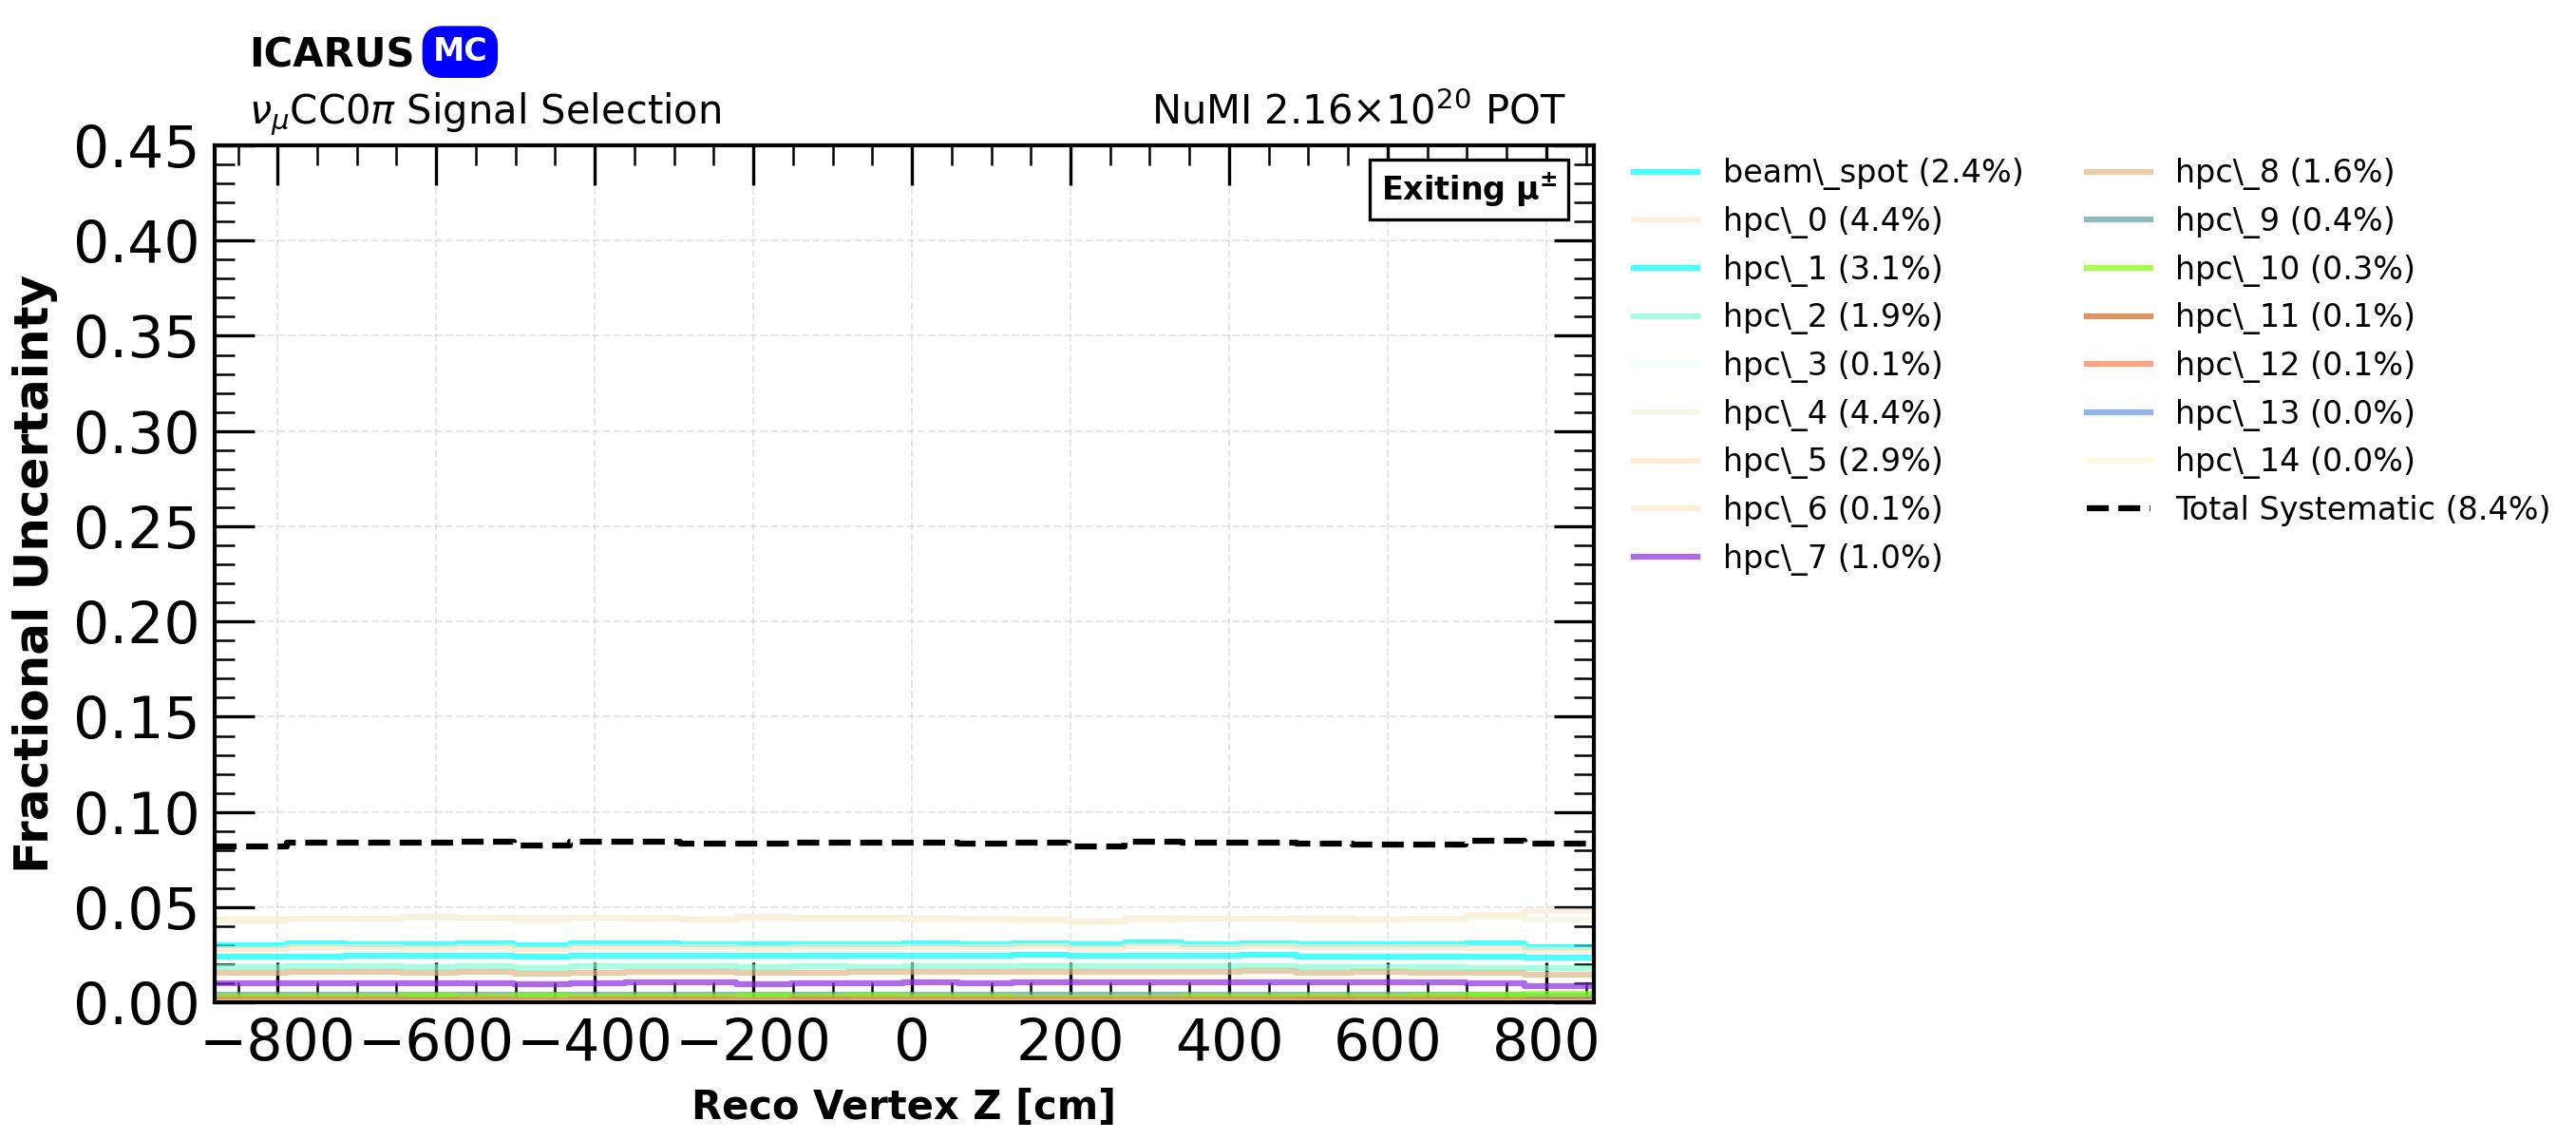 ICARUS MC
νμCC0π Signal Selection
NuMI 2.16×10²⁰ POT
Exiting μ±
Fractional Uncertainty
0.45
0.40
0.35
0.30
0.25
0.20
0.15
0.10
0.05
0.00
−800 −600 −400 −200 0 200 400 600 800
Reco Vertex Z [cm]
beam\_spot (2.4%)
hpc\_0 (4.4%)
hpc\_1 (3.1%)
hpc\_2 (1.9%)
hpc\_3 (0.1%)
hpc\_4 (4.4%)
hpc\_5 (2.9%)
hpc\_6 (0.1%)
hpc\_7 (1.0%)
hpc\_8 (1.6%)
hpc\_9 (0.4%)
hpc\_10 (0.3%)
hpc\_11 (0.1%)
hpc\_12 (0.1%)
hpc\_13 (0.0%)
hpc\_14 (0.0%)
Total Systematic (8.4%)